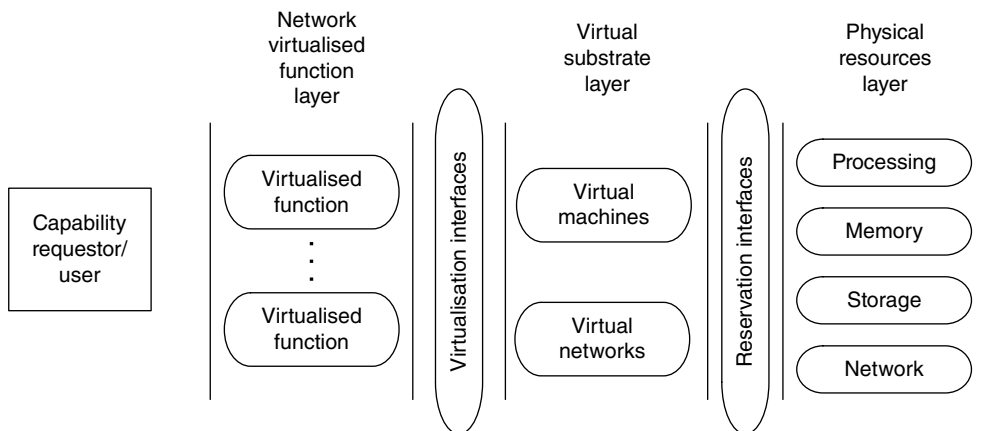 Network
virtualised
function
layer
Virtual
substrate
layer
Physical
resources
layer
Capability
requestor/
user
Virtualised
function
Virtualised
function
Virtualisation interfaces
Virtual
machines
Virtual
networks
Reservation interfaces
Processing
Memory
Storage
Network